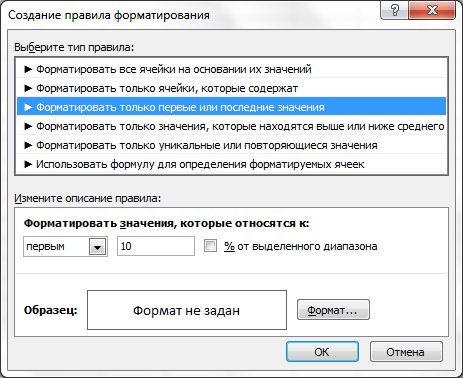 Создание правила форматирования
Выберите тип правила:
► Форматировать все ячейки на основании их значений
► Форматировать только ячейки, которые содержат
► Форматировать только первые или последние значения
► Форматировать только значения, которые находятся выше или ниже среднего
► Форматировать только уникальные или повторяющиеся значения
► Использовать формулу для определения форматируемых ячеек
Измените описание правила:
Форматировать значения, которые относятся к:
первым 10 % от выделенного диапазона
Образец: Формат не задан Формат...
ОК Отмена